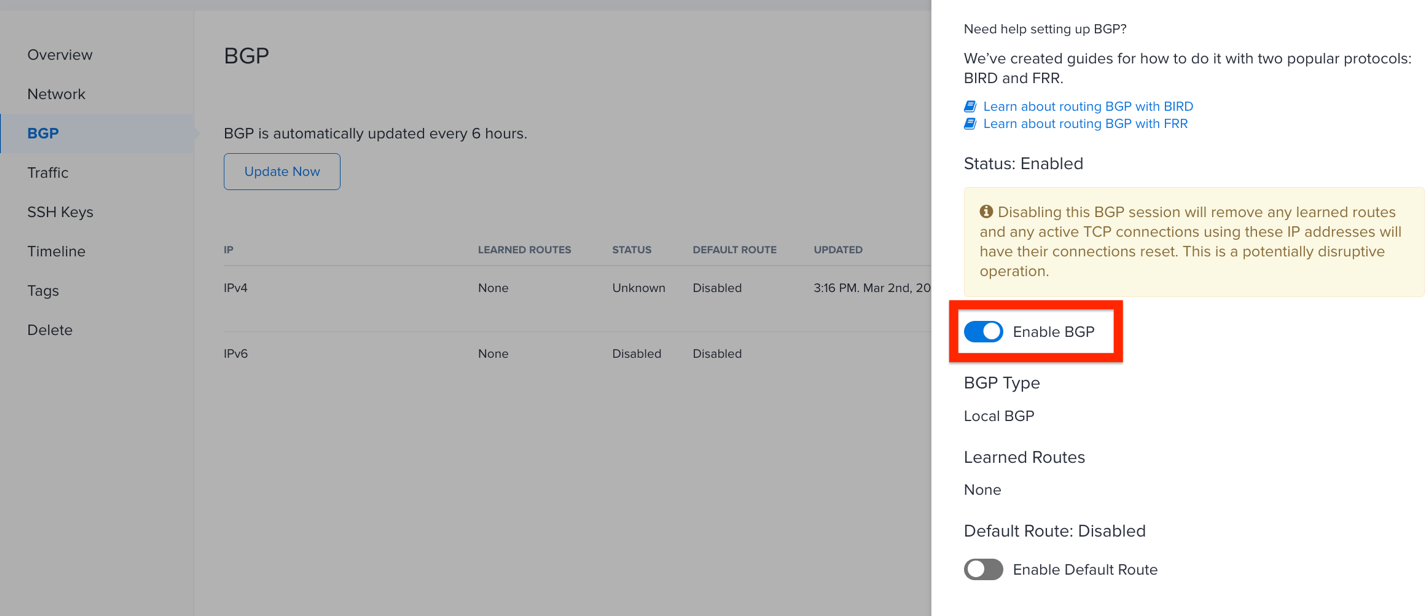 Overview
Network
BGP
Traffic
SSH Keys
Timeline
Tags
Delete
BGP
BGP is automatically updated every 6 hours.
Update Now
IP LEARNED ROUTES STATUS DEFAULT ROUTE UPDATED
IPv4 None Unknown Disabled 3:16 PM. Mar 2nd, 20
IPv6 None Disabled Disabled
Need help setting up BGP?
We've created guides for how to do it with two popular protocols:
BIRD and FRR.
Learn about routing BGP with BIRD
Learn about routing BGP with FRR
Status: Enabled
Disabling this BGP session will remove any learned routes
and any active TCP connections using these IP addresses will
have their connections reset. This is a potentially disruptive
operation.
Enable BGP
BGP Type
Local BGP
Learned Routes
None
Default Route: Disabled
Enable Default Route